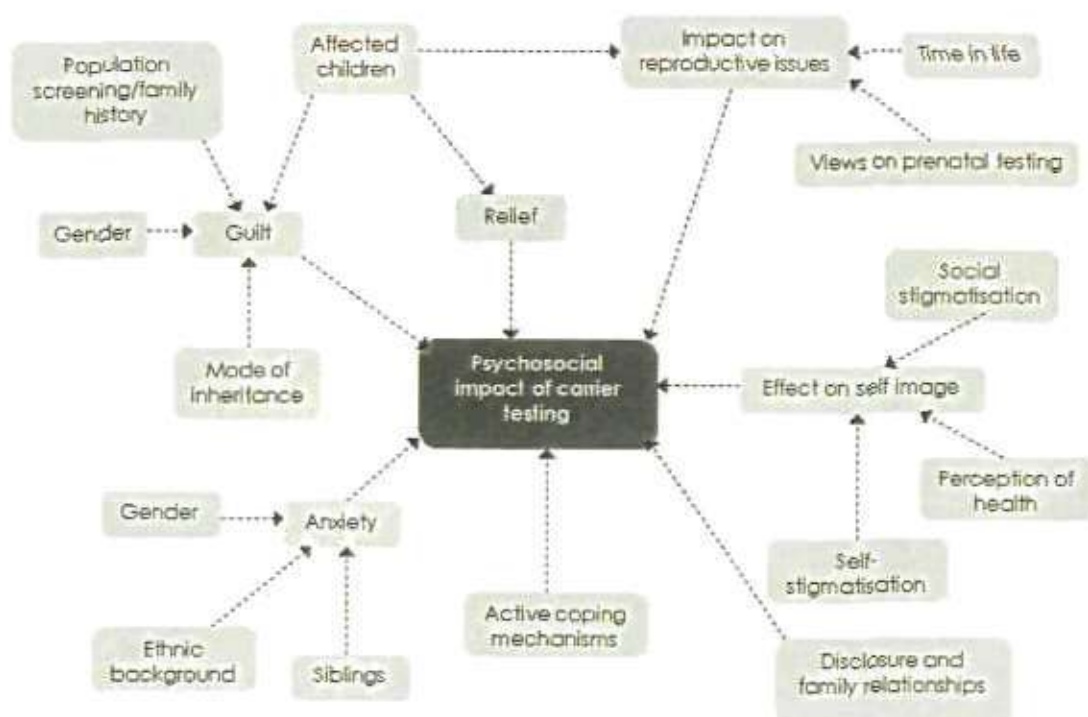 Affected
children
Impact on
reproductive issues
Time in life
Population
screening/family
history
Views on prenatal testing
Relief
Gender
Guilt
Social
stigmatisation
Mode of
inheritance
Psychosocial
impact of carrier
testing
Effect on self image
Perception of
health
Gender
Anxiety
Self-
stigmatisation
Active coping
mechanisms
Ethnic
background
Siblings
Disclosure and
family relationships